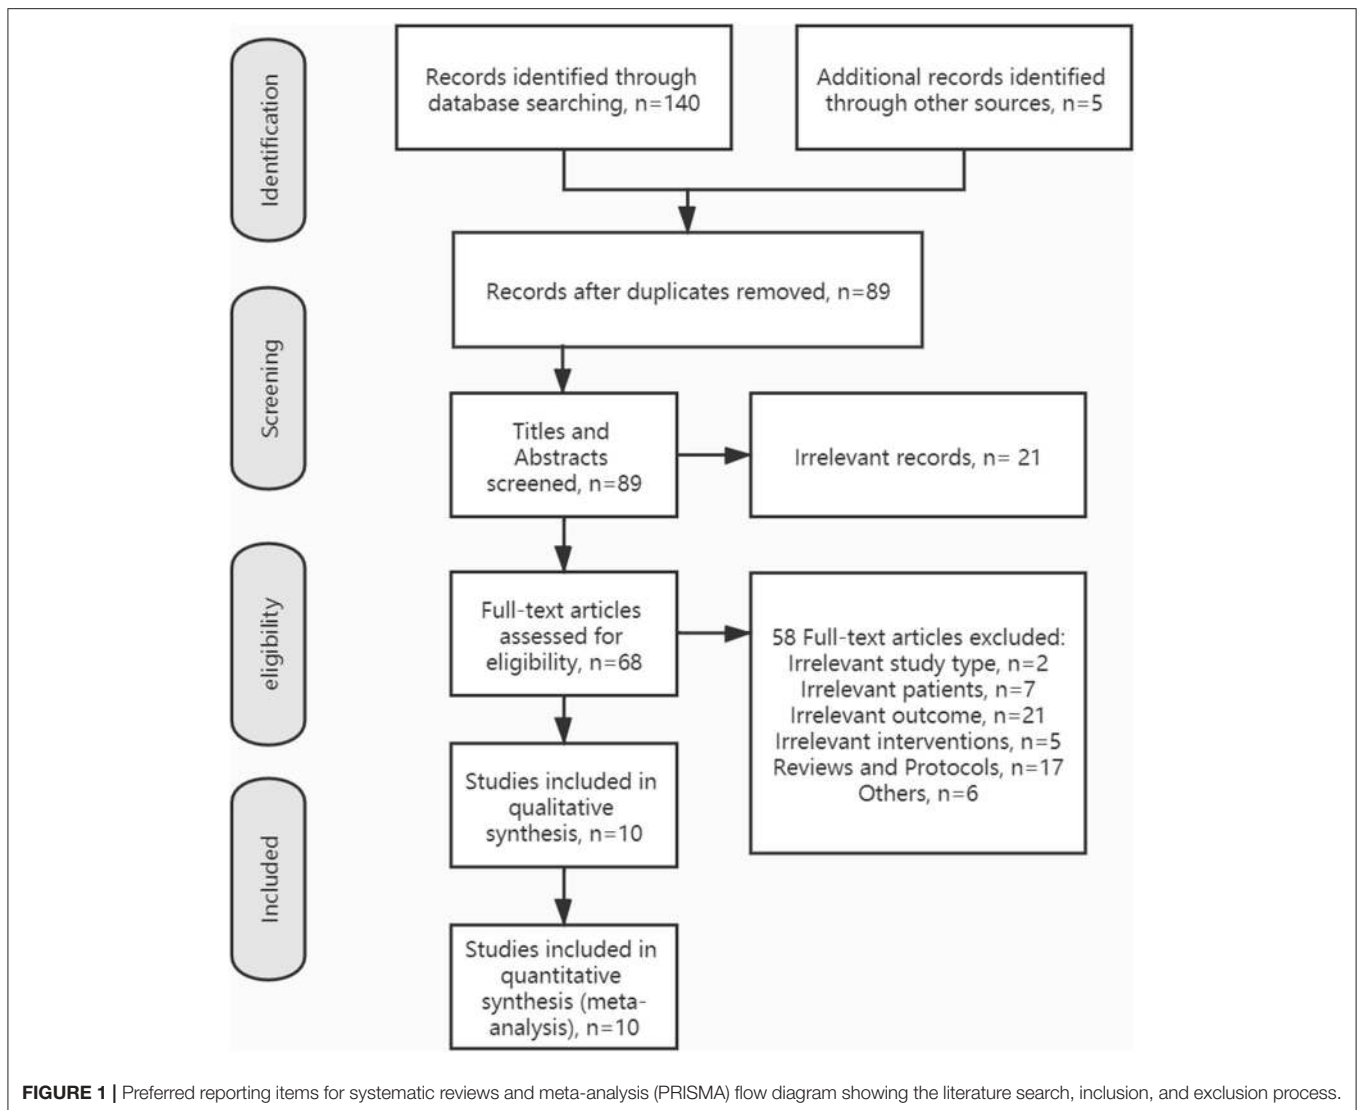 Identification
Records identified through
database searching, n=140
Additional records identified
through other sources, n=5
Records after duplicates removed, n=89
Screening
Titles and
Abstracts
screened, n=89
Irrelevant records, n= 21
eligibility
Full-text articles
assessed for
eligibility, n=68
58 Full-text articles excluded:
Irrelevant study type, n=2
Irrelevant patients, n=7
Irrelevant outcome, n=21
Irrelevant interventions, n=5
Reviews and Protocols, n=17
Others, n=6
Included
Studies included in
qualitative
synthesis, n=10
Studies included in
quantitative
synthesis (meta-
analysis), n=10
FIGURE 1 | Preferred reporting items for systematic reviews and meta-analysis (PRISMA) flow diagram showing the literature search, inclusion, and exclusion process.